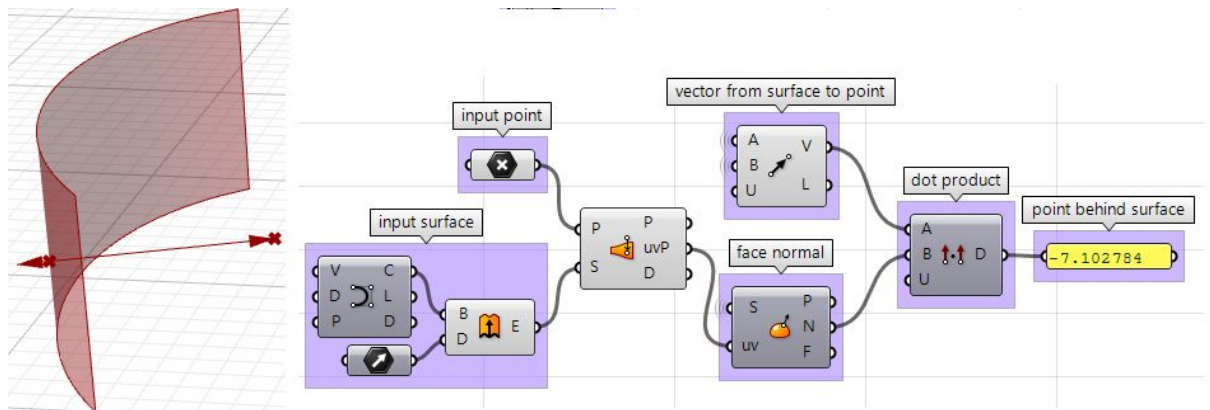 vector from surface to point
input point
A
V
B
U
L
dot product
point behind surface
input surface
P
P
uvP
S
D
face normal
A
B
D
U
-7.102784
V
C
D
L
P
D
B
E
D
S
P
N
uv
F